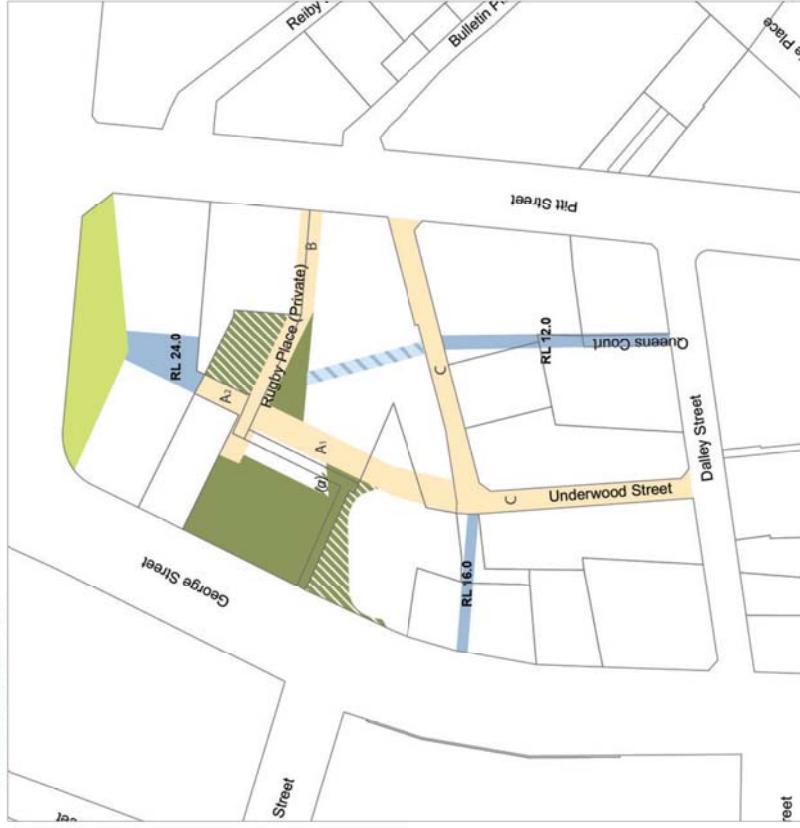 Reiby
Bulletin
Place
Pitt Street
B
Rugby Place (Private)
RL 24.0
A2
RL 12.0
Queens Court
C
A1
(α)
Dalley Street
C
Underwood Street
George Street
RL 16.0
Street